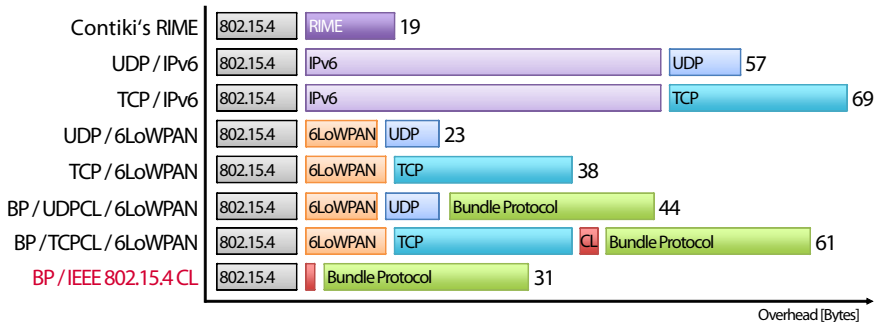 Contiki's RIME 802.15.4 RIME 19
UDP / IPv6 802.15.4 IPv6 UDP 57
TCP / IPv6 802.15.4 IPv6 TCP 69
UDP / 6LoWPAN 802.15.4 6LoWPAN UDP 23
TCP / 6LoWPAN 802.15.4 6LoWPAN TCP 38
BP / UDPCL / 6LoWPAN 802.15.4 6LoWPAN UDP Bundle Protocol 44
BP / TCPCL / 6LoWPAN 802.15.4 6LoWPAN TCP CL Bundle Protocol 61
BP / IEEE 802.15.4 CL 802.15.4 Bundle Protocol 31
Overhead [Bytes]